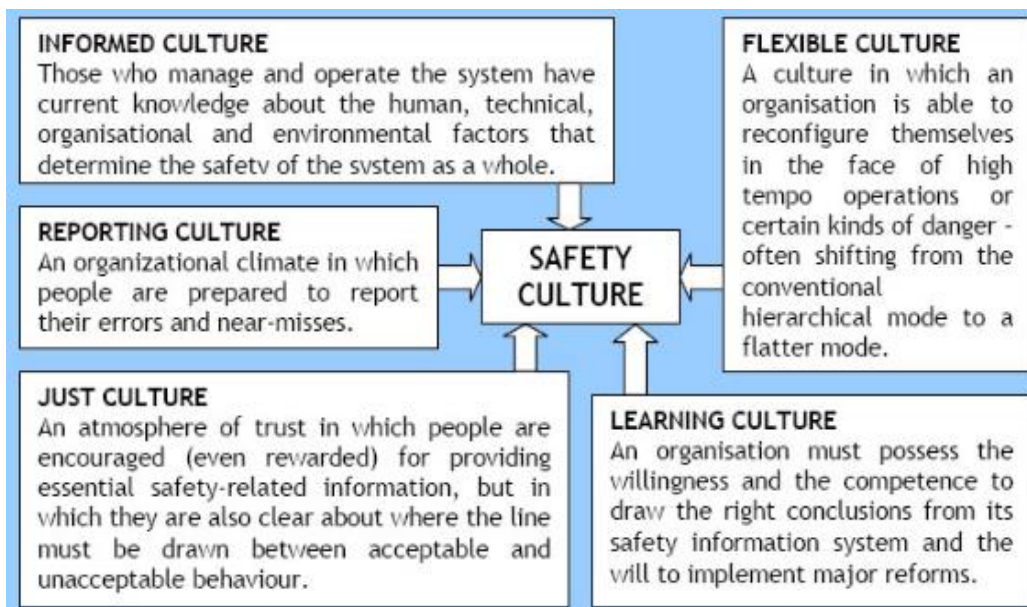 INFORMED CULTURE
Those who manage and operate the system have
current knowledge about the human, technical,
organisational and environmental factors that
determine the safety of the system as a whole.
FLEXIBLE CULTURE
A culture in which an
organisation is able to
reconfigure themselves
in the face of high
tempo operations or
certain kinds of danger -
often shifting from the
conventional
hierarchical mode to a
flatter mode.
REPORTING CULTURE
An organizational climate in which
people are prepared to report
their errors and near-misses.
SAFETY
CULTURE
JUST CULTURE
An atmosphere of trust in which people are
encouraged (even rewarded) for providing
essential safety-related information, but in
which they are also clear about where the line
must be drawn between acceptable and
unacceptable behaviour.
LEARNING CULTURE
An organisation must possess the
willingness and the competence to
draw the right conclusions from its
safety information system and the
will to implement major reforms.